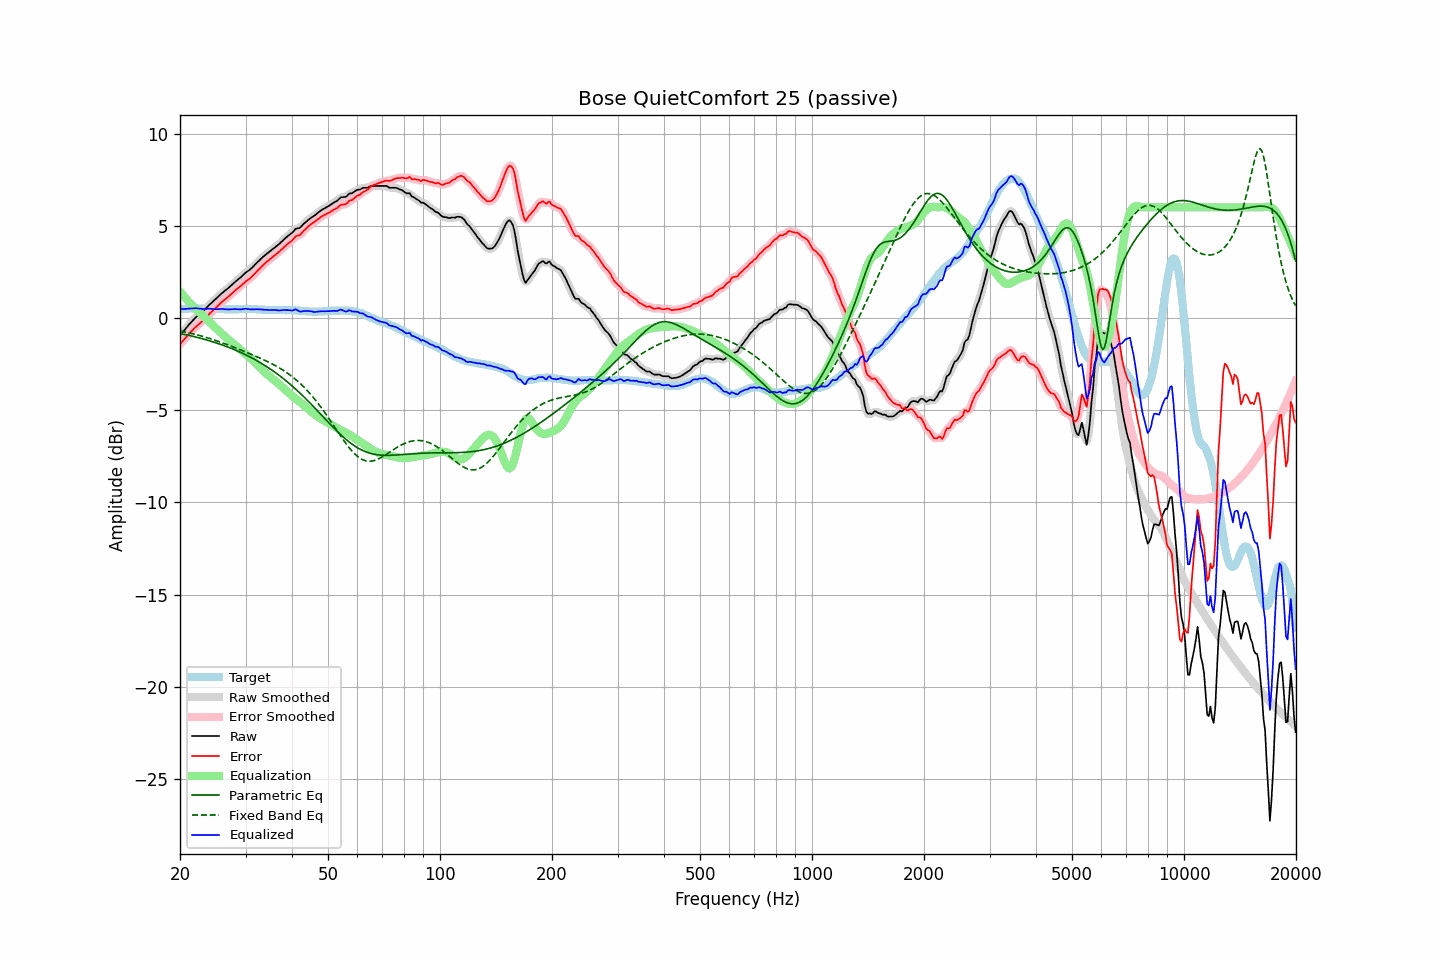 Bose QuietComfort 25 (passive)
10
5
0
−5
−10
−15
−20
−25
Amplitude (dBr)
Target
Raw Smoothed
Error Smoothed
Raw
Error
Equalization
Parametric Eq
Fixed Band Eq
Equalized
20 50 100 200 500 1000 2000 5000 10000 20000
Frequency (Hz)